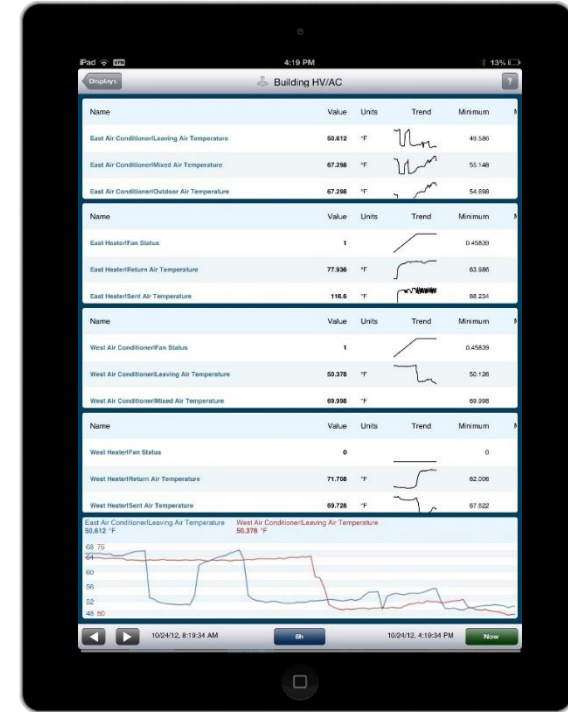 iPad 4:19 PM 13%
Displays Building HV/AC ?
Name Value Units Trend Minimum
East Air Conditioner|Leaving Air Temperature 50.612 °F 49.586
East Air Conditioner|Mixed Air Temperature 67.298 °F 55.148
East Air Conditioner|Outdoor Air Temperature 67.298 °F 54.698
Name Value Units Trend Minimum
East Heater|Fan Status 1 0.45839
East Heater|Return Air Temperature 77.936 °F 63.986
East Heater|Sent Air Temperature 116.6 °F 68.234
Name Value Units Trend Minimum
West Air Conditioner|Fan Status 1 0.45839
West Air Conditioner|Leaving Air Temperature 50.378 °F 50.126
West Air Conditioner|Mixed Air Temperature 69.998 °F 69.998
Name Value Units Trend Minimum
West Heater|Fan Status 0 0
West Heater|Return Air Temperature 71.708 °F 62.006
West Heater|Sent Air Temperature 69.728 °F 67.622
East Air Conditioner|Leaving Air Temperature West Air Conditioner|Leaving Air Temperature
50.612 °F 50.378 °F
68 75
64
60
56
52
48 50
10/24/12, 8:19:34 AM 8h 10/24/12, 4:19:34 PM Now